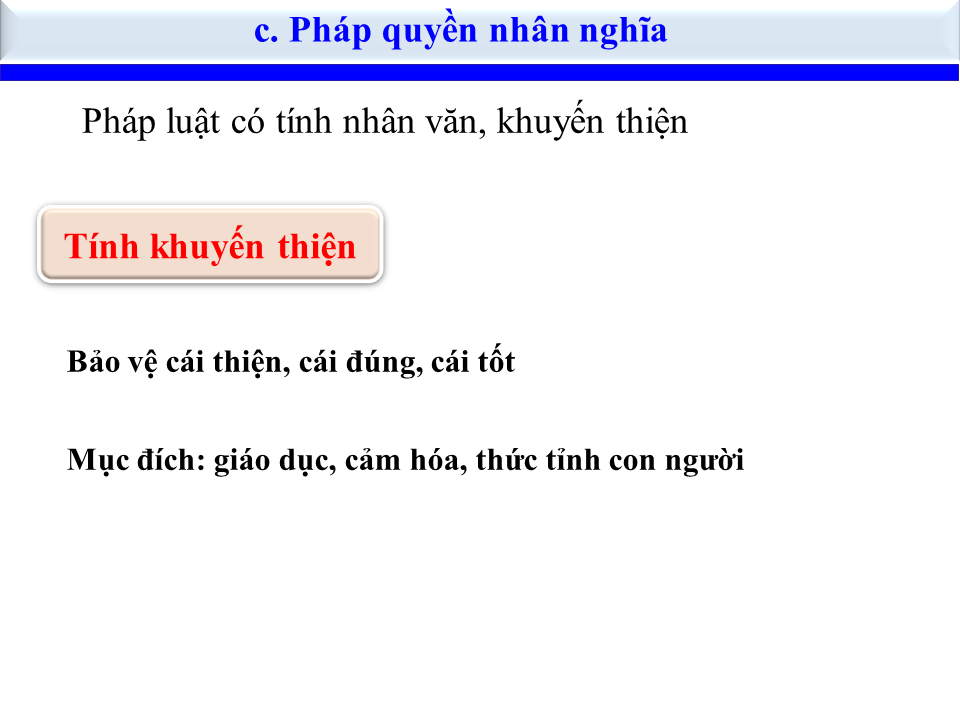 c. Pháp quyền nhân nghĩa
Pháp luật có tính nhân văn, khuyến thiện
Tính khuyến thiện
Bảo vệ cái thiện, cái đúng, cái tốt
Mục đích: giáo dục, cảm hóa, thức tỉnh con người